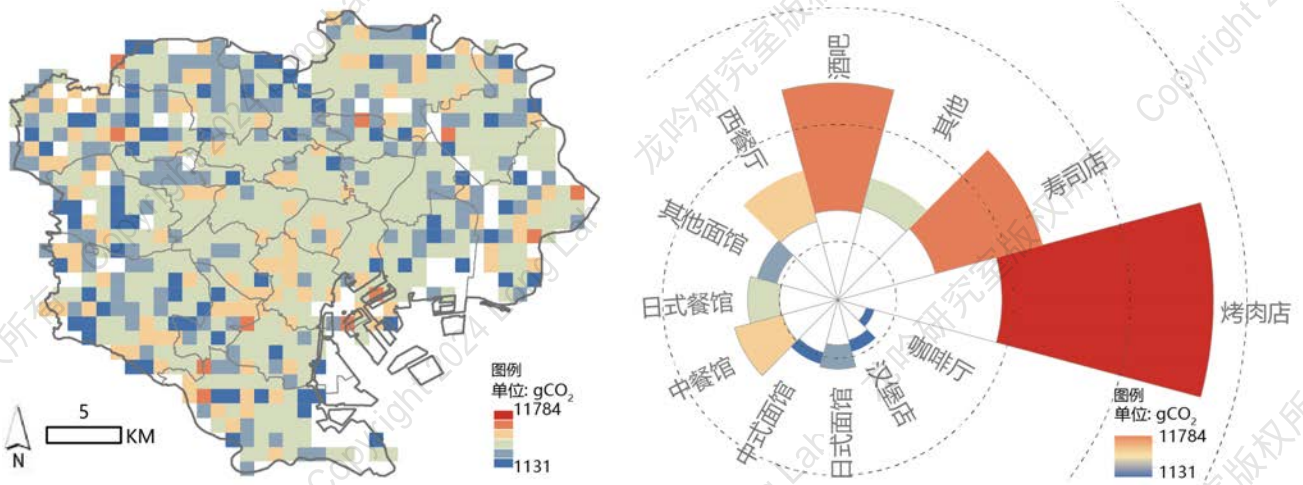 图例
单位: gCO₂
11784
1131
5
KM
N
酒吧
其他
寿司店
烤肉店
咖啡厅
汉堡店
日式面馆
中式面馆
中餐馆
日式餐馆
其他面馆
西餐厅
图例
单位: gCO₂
11784
1131
龙吟研究室版权所有
Copyright 2024 Long Lab